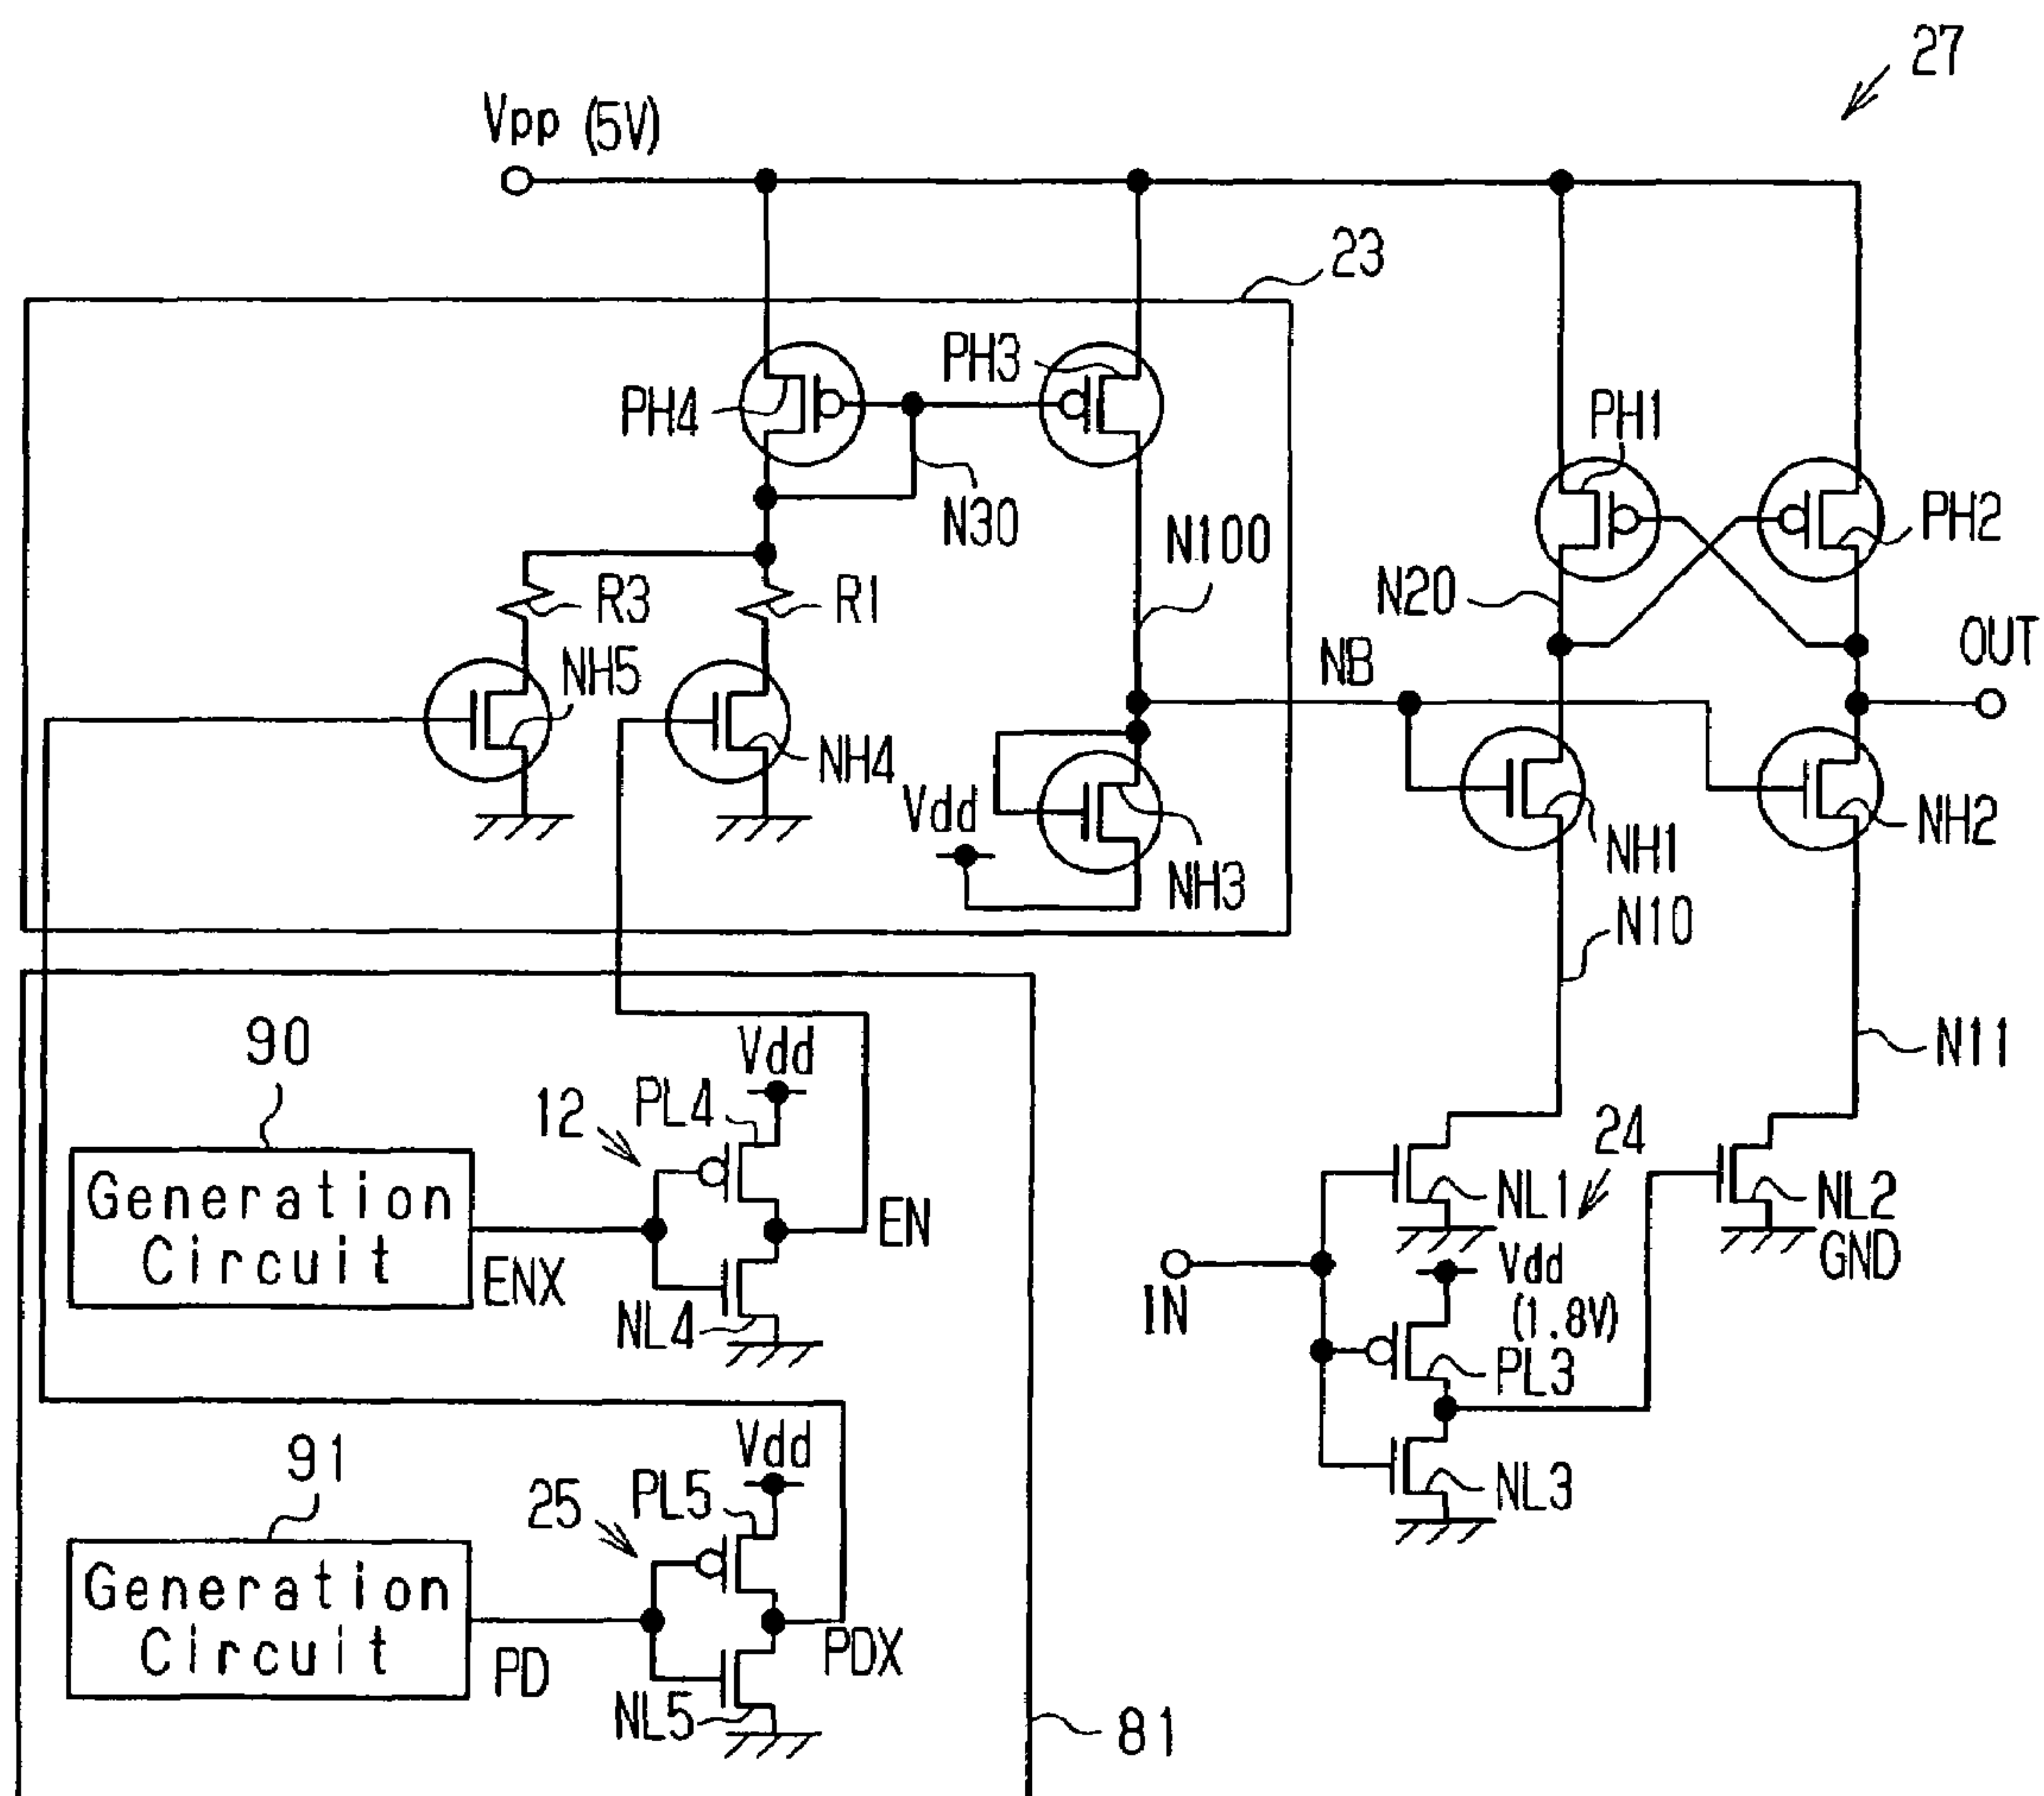 27
Vpp (5V)
23
PH3
PH4
PH1
PH2
N30
N100
N20
R3
R1
NB
OUT
NH5
NH4
Vdd
NH3
NH1
NH2
N10
N11
90
Vdd
12
PL4
24
Generation
Circuit
ENX
EN
NL4
NL1
NL2
GND
IN
Vdd
(1.8V)
PL3
NL3
91
Vdd
25
PL5
Generation
Circuit
PD
PDX
NL5
81